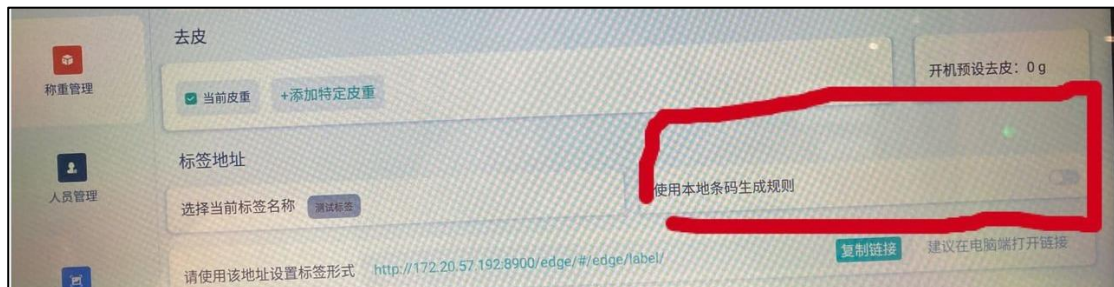 去皮
开机预设去皮：0 g
称重管理
当前皮重 +添加特定皮重
标签地址
人员管理
选择当前标签名称 测试标签
使用本地条码生成规则
请使用该地址设置标签形式 http://172.20.57.192:8900/edge/#/edge/label/ 复制链接 建议在电脑端打开链接